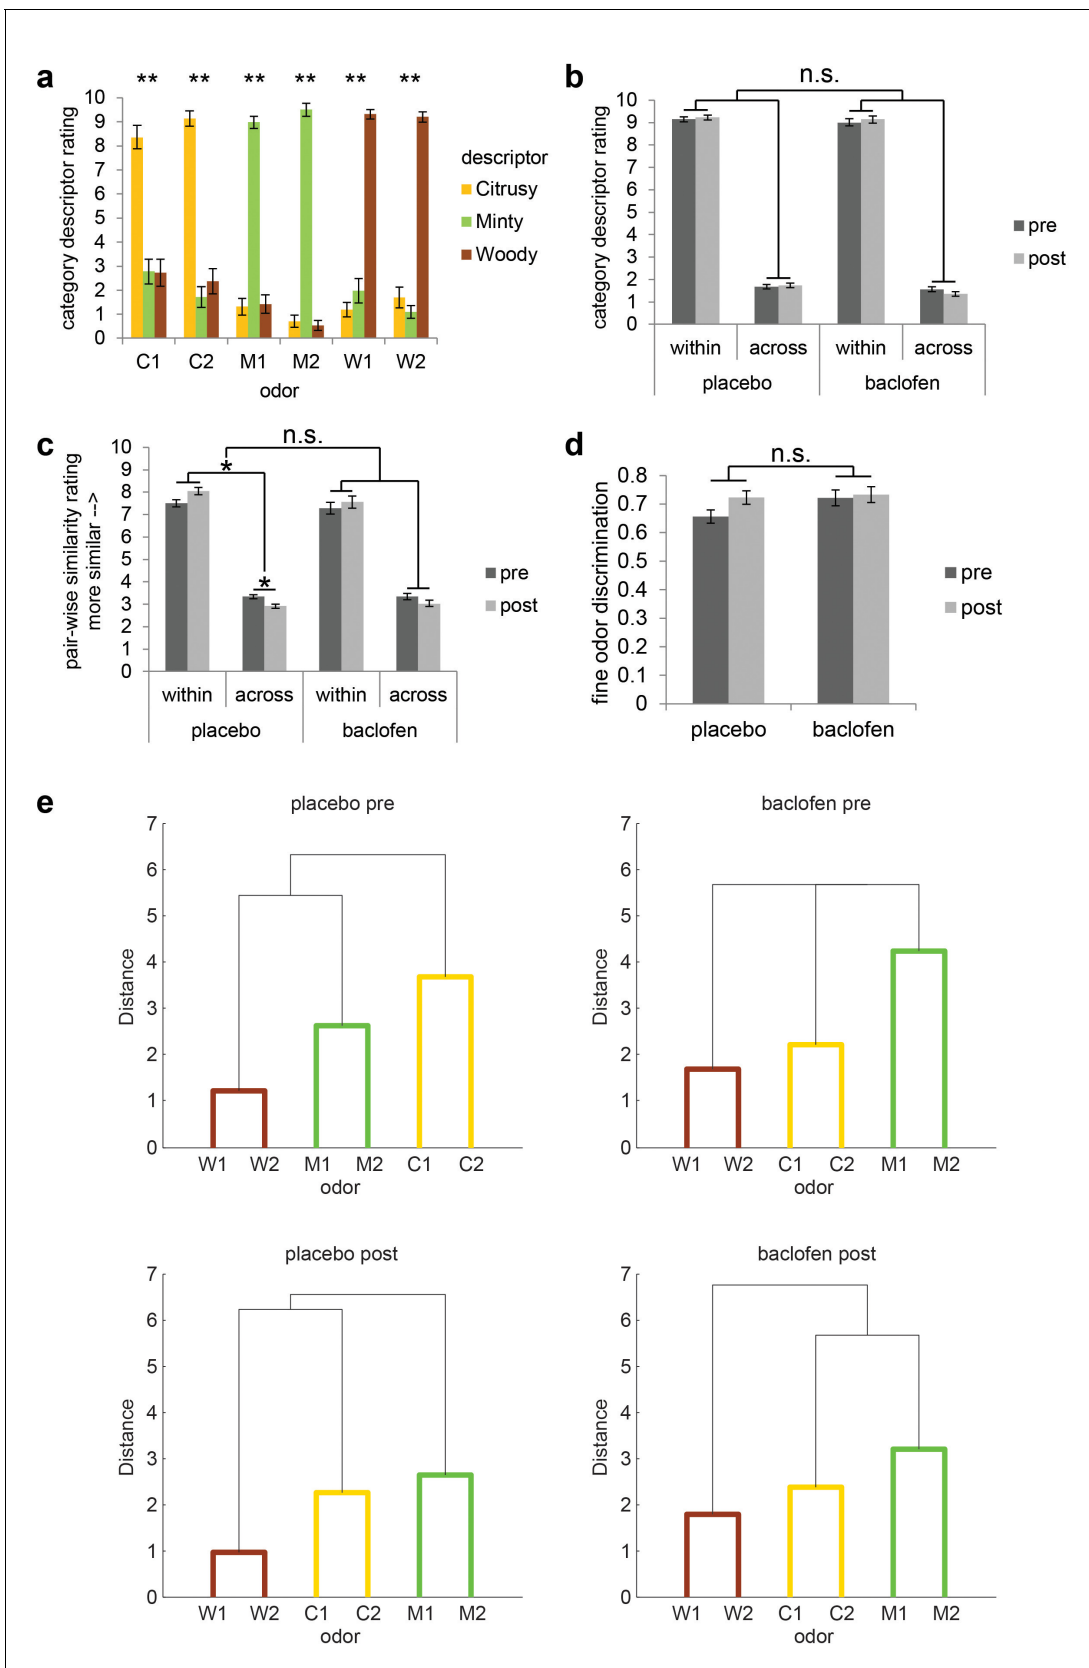 a
** ** ** ** ** **
10
9
8
7
6
5
4
3
2
1
0
category descriptor rating
C1 C2 M1 M2 W1 W2
odor
descriptor
Citrusy
Minty
Woody
b
n.s.
10
9
8
7
6
5
4
3
2
1
0
category descriptor rating
within across within across
placebo baclofen
pre
post
c
n.s.
*
*
10
9
8
7
6
5
4
3
2
1
0
pair-wise similarity rating
more similar -->
within across within across
placebo baclofen
pre
post
d
n.s.
0.8
0.7
0.6
0.5
0.4
0.3
0.2
0.1
0
fine odor discrimination
placebo baclofen
pre
post
e
placebo pre
7
6
5
4
3
2
1
0
Distance
W1 W2 M1 M2 C1 C2
odor
baclofen pre
7
6
5
4
3
2
1
0
Distance
W1 W2 C1 C2 M1 M2
odor
placebo post
7
6
5
4
3
2
1
0
Distance
W1 W2 C1 C2 M1 M2
odor
baclofen post
7
6
5
4
3
2
1
0
Distance
W1 W2 C1 C2 M1 M2
odor